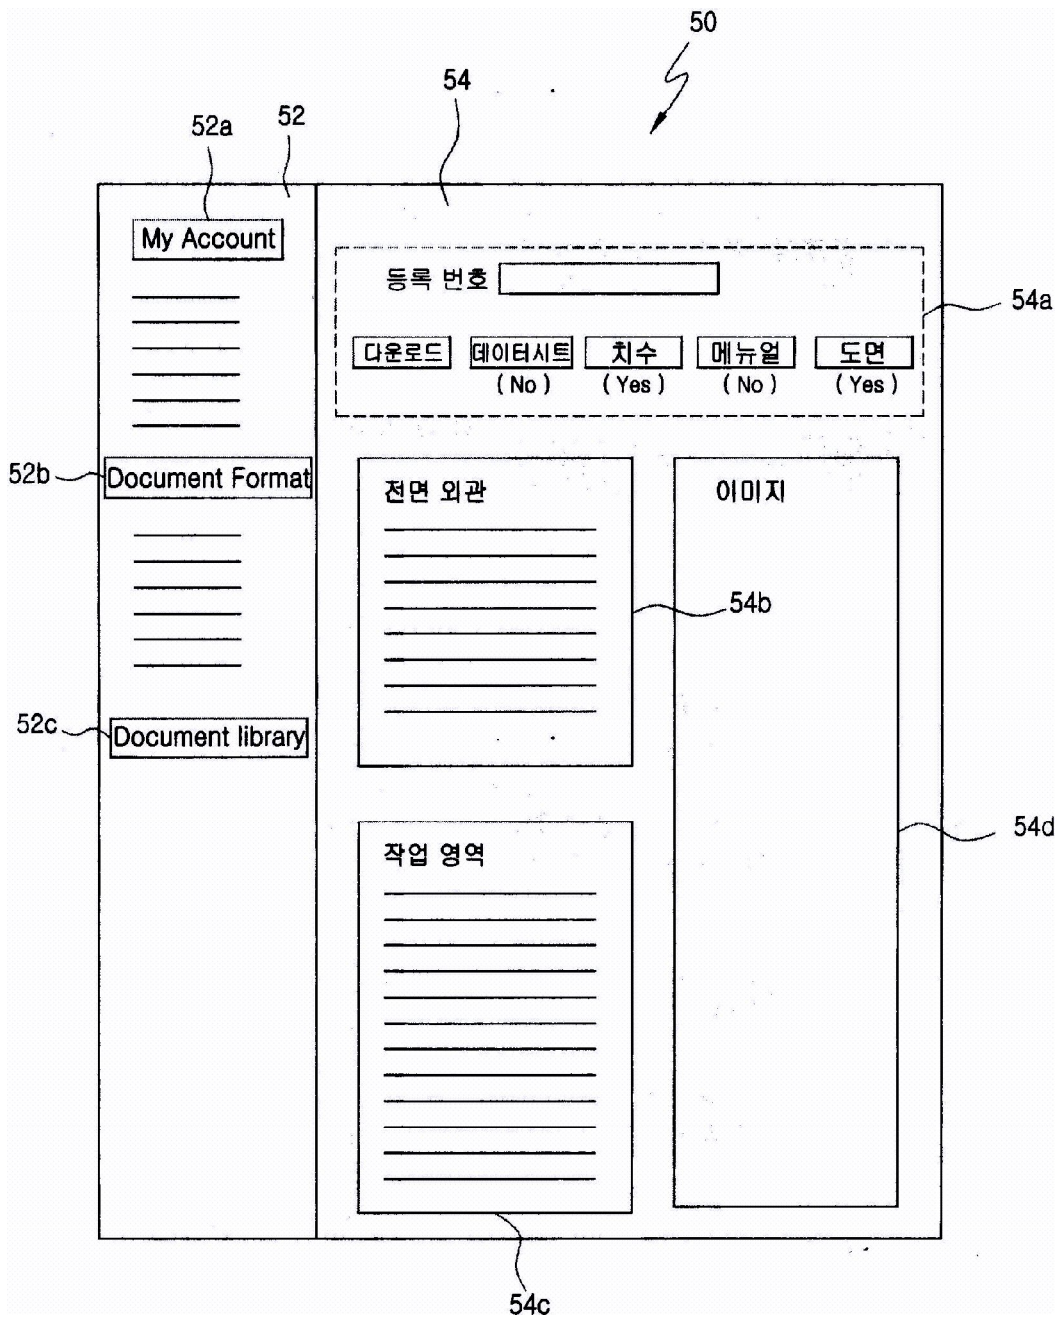 50
54
52
52a
My Account
등록 번호
54a
다운로드 데이터시트 치수 메뉴얼 도면
(No) (Yes) (No) (Yes)
52b
Document Format
전면 외관
이미지
54b
52c
Document library
54d
작업 영역
54c